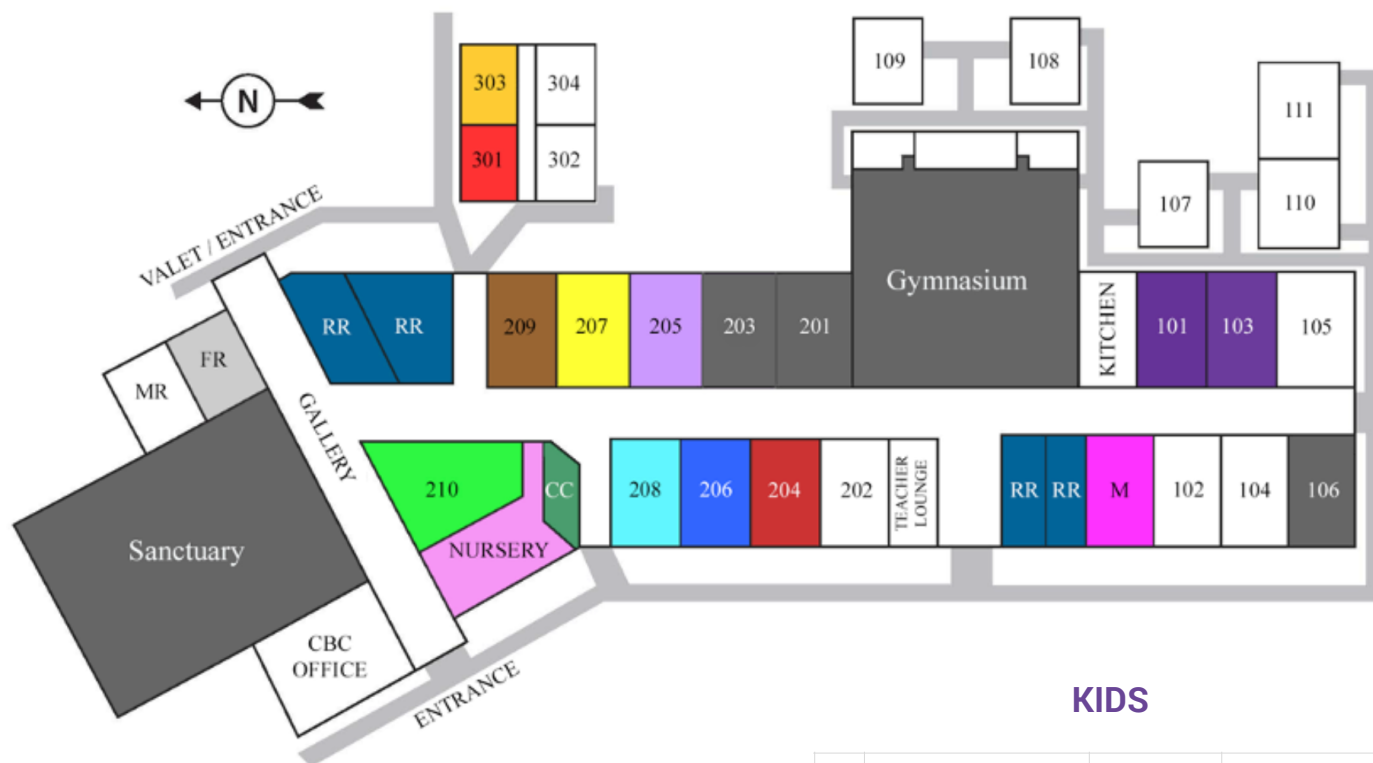 109
108
N
303
304
111
301
302
107
110
VALET / ENTRANCE
RR
RR
209
207
205
203
201
Gymnasium
KITCHEN
101
103
105
MR
FR
GALLERY
210
CC
208
206
204
202
TEACHER
LOUNGE
RR
RR
M
102
104
106
NURSERY
Sanctuary
CBC
OFFICE
ENTRANCE
KIDS